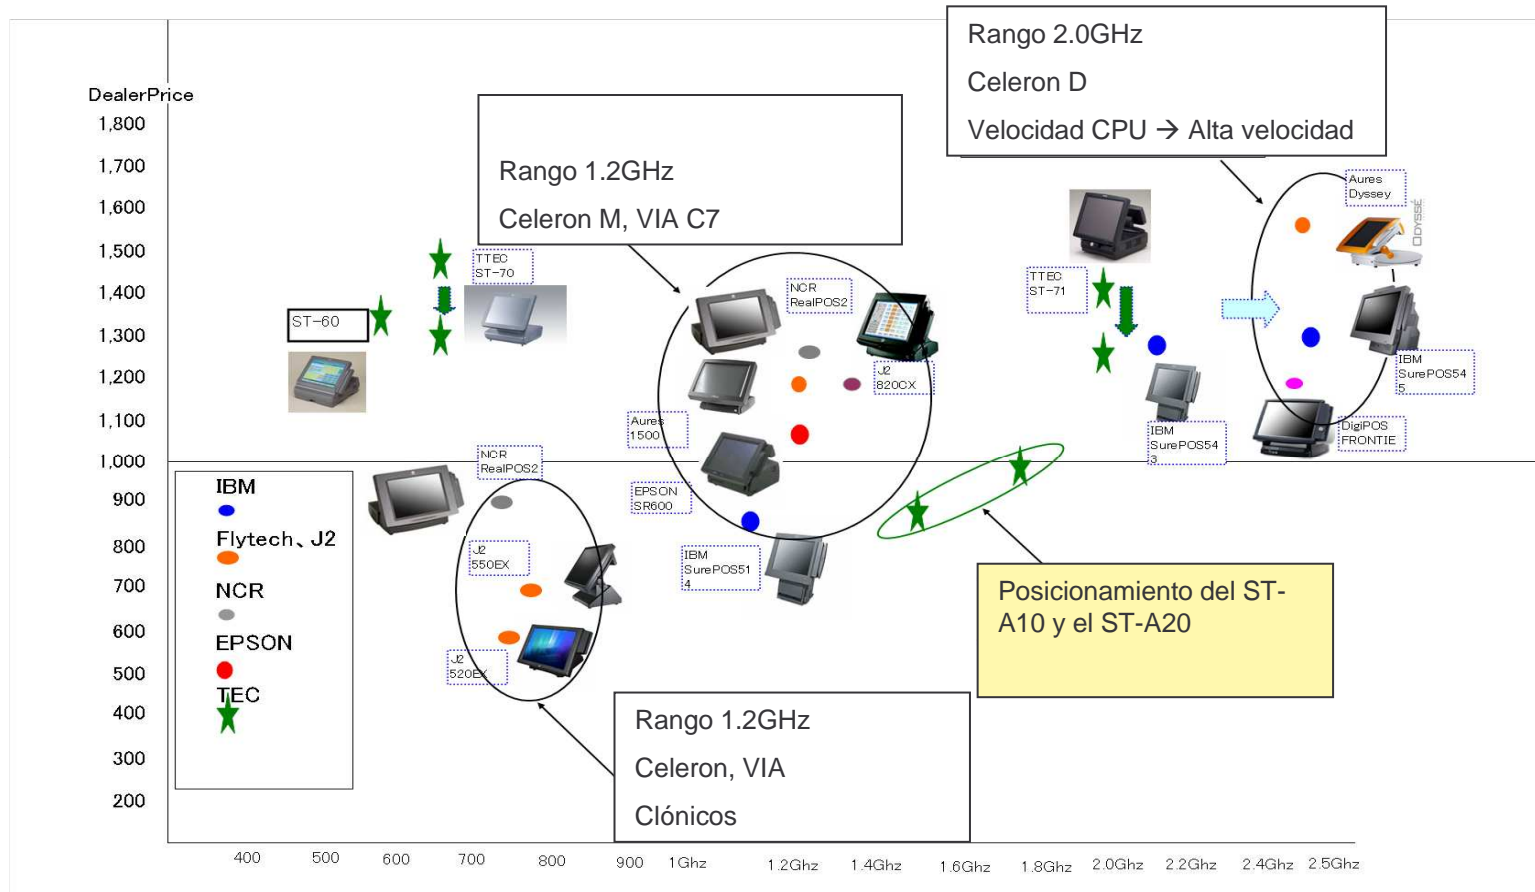 Rango 2.0GHz
Celeron D
Velocidad CPU → Alta velocidad
DealerPrice
1,800
1,700
1,600
1,500
1,400
1,300
1,200
1,100
1,000
900
800
700
600
500
400
300
200
Rango 1.2GHz
Celeron M, VIA C7
Aures
Dyssey
ODYSSÉ
TTEC
ST-70
TTEC
ST-71
NCR
RealPOS2
ST-60
J2
820CX
IBM
SurePOS54
5
Aures
1500
IBM
SurePOS54
3
DigiPOS
FRONTIE
NCR
RealPOS2
EPSON
SR600
IBM
SurePOS51
4
J2
550EX
J2
520EX
IBM
Flytech、J2
NCR
EPSON
TEC
Posicionamiento del ST-
A10 y el ST-A20
Rango 1.2GHz
Celeron, VIA
Clónicos
400 500 600 700 800 900 1Ghz 1.2Ghz 1.4Ghz 1.6Ghz 1.8Ghz 2.0Ghz 2.2Ghz 2.4Ghz 2.5Ghz